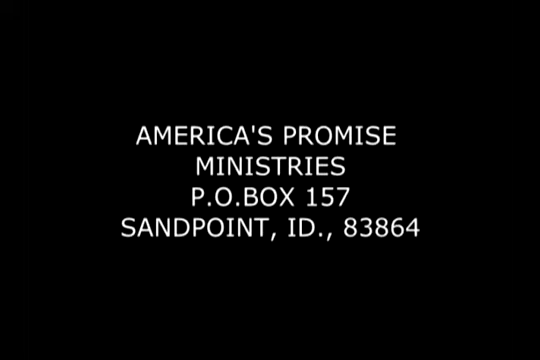 AMERICA'S PROMISE
MINISTRIES
P.O.BOX 157
SANDPOINT, ID., 83864